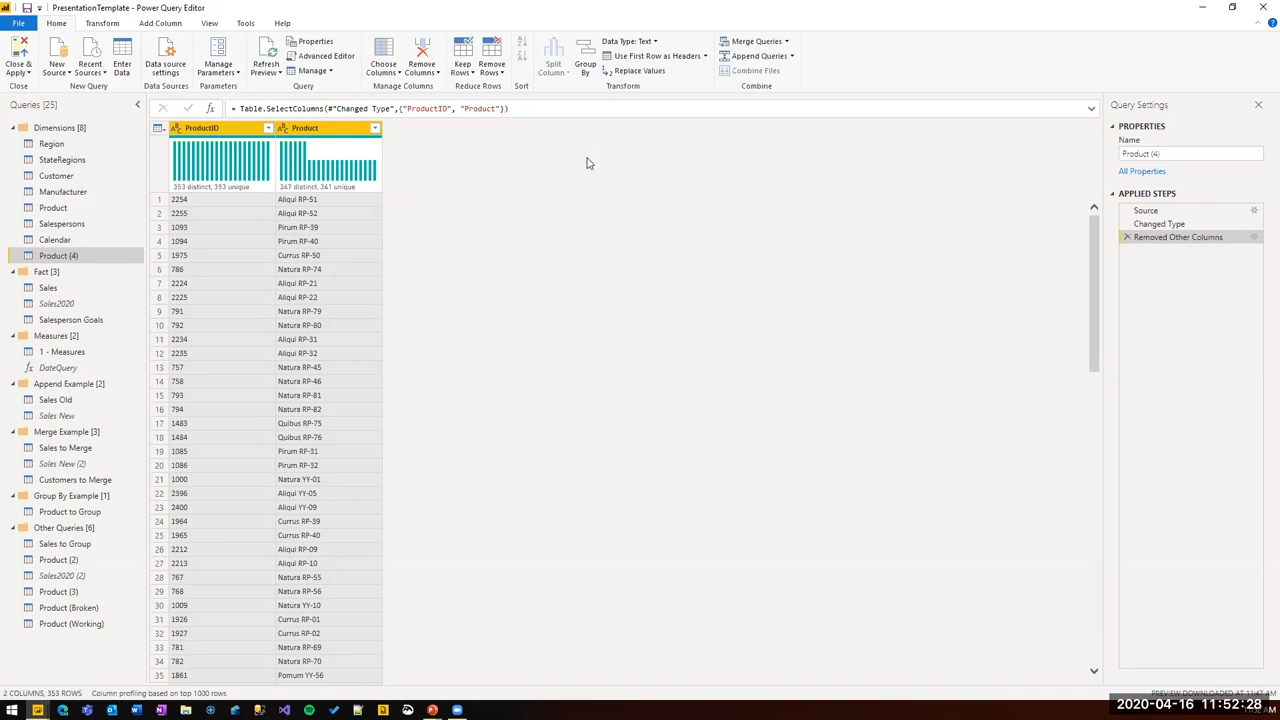 PresentationTemplate - Power Query Editor
File Home Transform Add Column View Tools Help
Close & Apply
New Source
Recent Sources
Enter Data
Data source settings
Manage Parameters
Refresh Preview
Properties
Advanced Editor
Manage
Choose Columns
Remove Columns
Keep Rows
Remove Rows
Split Column
Group By
Data Type: Text
Use First Row as Headers
Replace Values
Merge Queries
Append Queries
Combine Files
Close New Query Data Sources Parameters Query Manage Columns Reduce Rows Sort Transform Combine
Queries [25]
Dimensions [8]
Region
StateRegions
Customer
Manufacturer
Product
Salespersons
Calendar
Product (4)
Fact [3]
Sales
Sales2020
Salesperson Goals
Measures [2]
1 - Measures
DateQuery
Append Example [2]
Sales Old
Sales New
Merge Example [3]
Sales to Merge
Sales New (2)
Customers to Merge
Group By Example [1]
Product to Group
Other Queries [6]
Sales to Group
Product (2)
Sales2020 (2)
Product (3)
Product (Broken)
Product (Working)
= Table.SelectColumns(#"Changed Type",{"ProductID", "Product"})
ProductID Product
353 distinct, 353 unique 347 distinct, 341 unique
1 2254 Aliqui RP-51
2 2255 Aliqui RP-52
3 1093 Pirum RP-39
4 1094 Pirum RP-40
5 1975 Currus RP-50
6 786 Natura RP-74
7 2224 Aliqui RP-21
8 2225 Aliqui RP-22
9 791 Natura RP-79
10 792 Natura RP-80
11 2234 Aliqui RP-31
12 2235 Aliqui RP-32
13 757 Natura RP-45
14 758 Natura RP-46
15 793 Natura RP-81
16 794 Natura RP-82
17 1483 Quibus RP-75
18 1484 Quibus RP-76
19 1085 Pirum RP-31
20 1086 Pirum RP-32
21 1000 Natura YY-01
22 2396 Aliqui YY-05
23 2400 Aliqui YY-09
24 1964 Currus RP-39
25 1965 Currus RP-40
26 2212 Aliqui RP-09
27 2213 Aliqui RP-10
28 767 Natura RP-55
29 768 Natura RP-56
30 1009 Natura YY-10
31 1926 Currus RP-01
32 1927 Currus RP-02
33 781 Natura RP-69
34 782 Natura RP-70
35 1861 Pomum YY-56
Query Settings
PROPERTIES
Name
Product (4)
All Properties
APPLIED STEPS
Source
Changed Type
Removed Other Columns
2 COLUMNS, 353 ROWS Column profiling based on top 1000 rows
PREVIEW DOWNLOADED AT 11:47 AM
2020-04-16 11:52:28